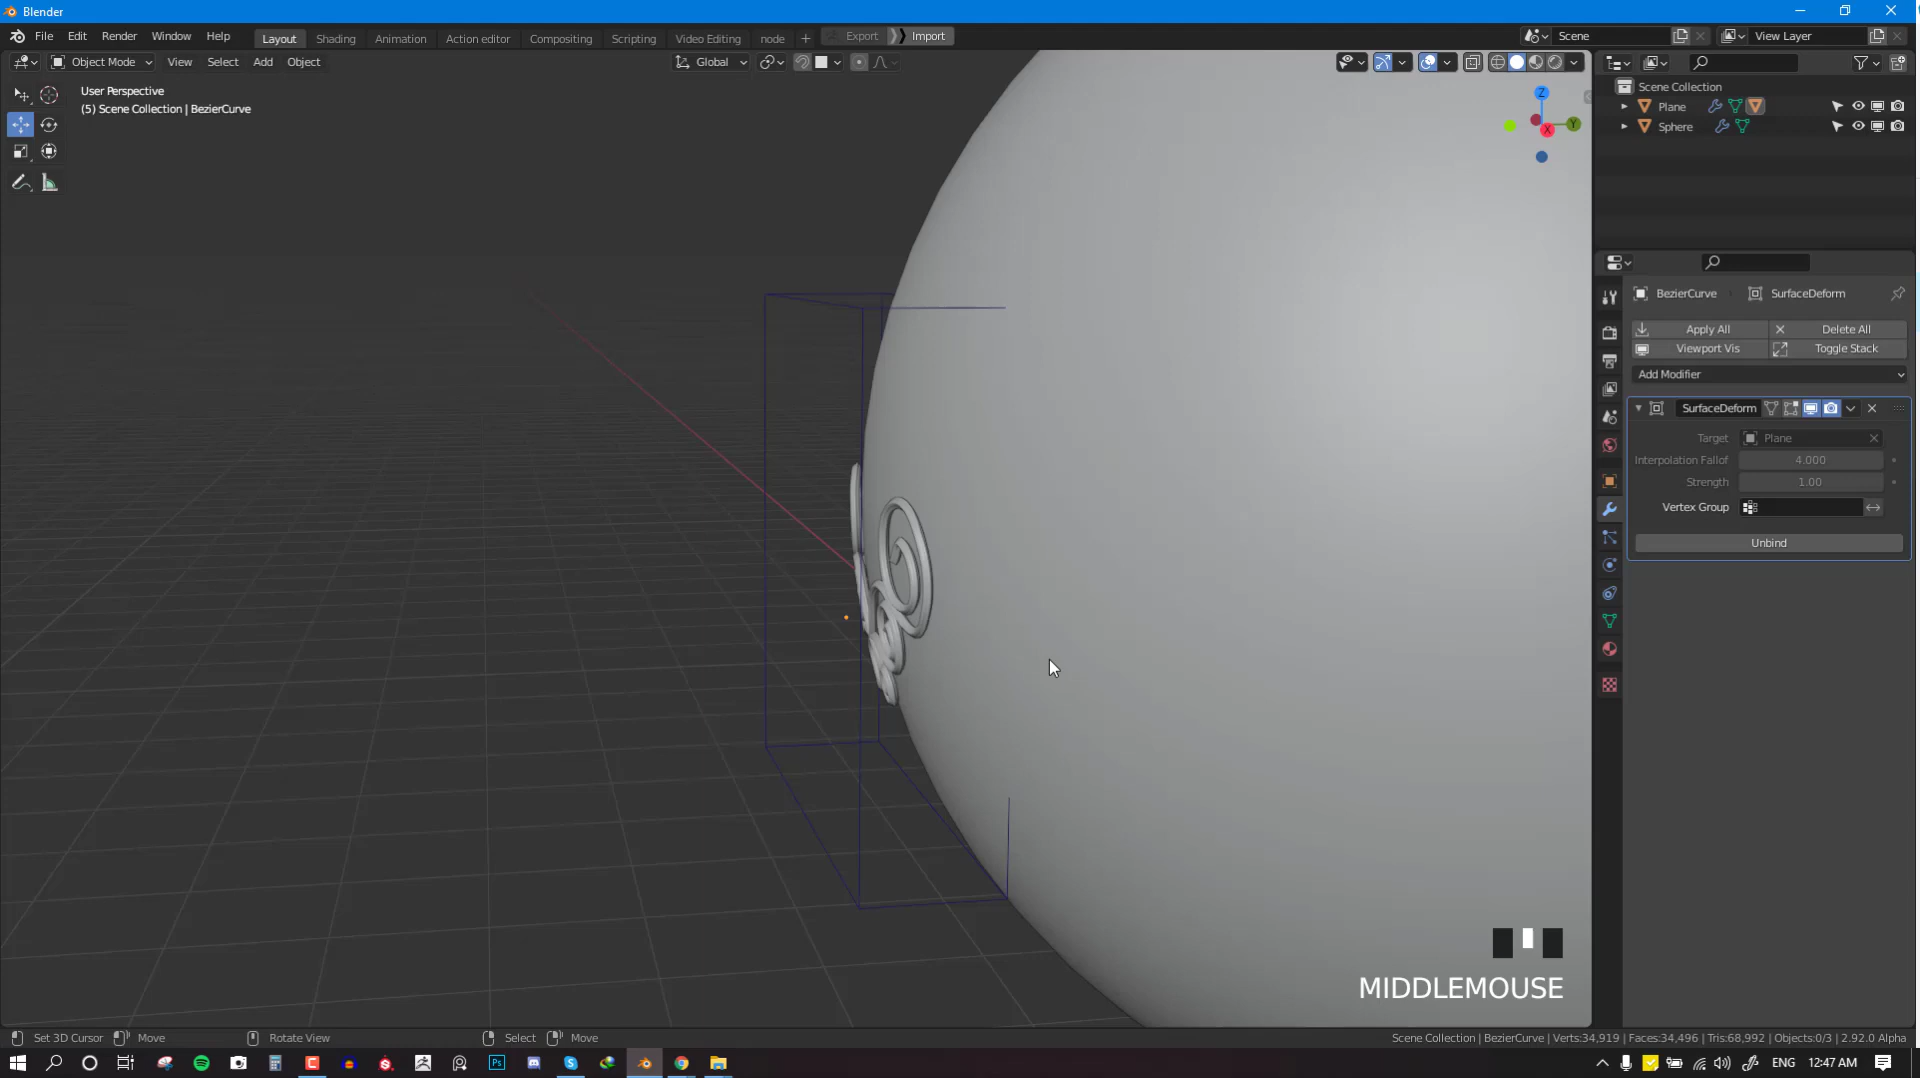 Blender
File Edit Render Window Help
Layout Shading Animation Action editor Compositing Scripting Video Editing node + Export Import
Scene View Layer
Object Mode View Select Add Object Global
User Perspective
(5) Scene Collection | BezierCurve
Z
Y
X
Scene Collection
Plane
Sphere
BezierCurve SurfaceDeform
Apply All Delete All
Viewport Vis Toggle Stack
Add Modifier
SurfaceDeform
Target Plane
Interpolation Fallof 4.000
Strength 1.00
Vertex Group
Unbind
MIDDLEMOUSE
Set 3D Cursor Move Rotate View Select Move
Scene Collection | BezierCurve | Verts:34,919 | Faces:34,496 | Tris:68,992 | Objects:0/3 | 2.92.0 Alpha
Ps
ENG 12:47 AM